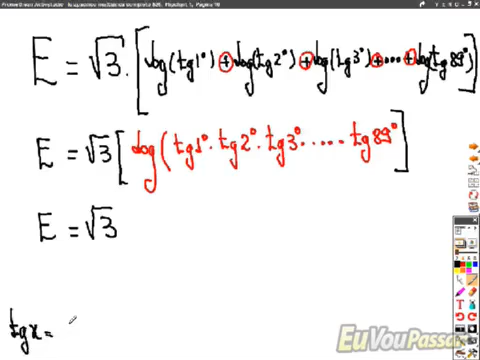 E = √3 · [log(tg1°) + log(tg2°) + log(tg3°) + ... + log(tg89°)]
E = √3 [log(tg1° · tg2° · tg3° · ..... · tg89°)]
E = √3
tgx =
EuVouPassar